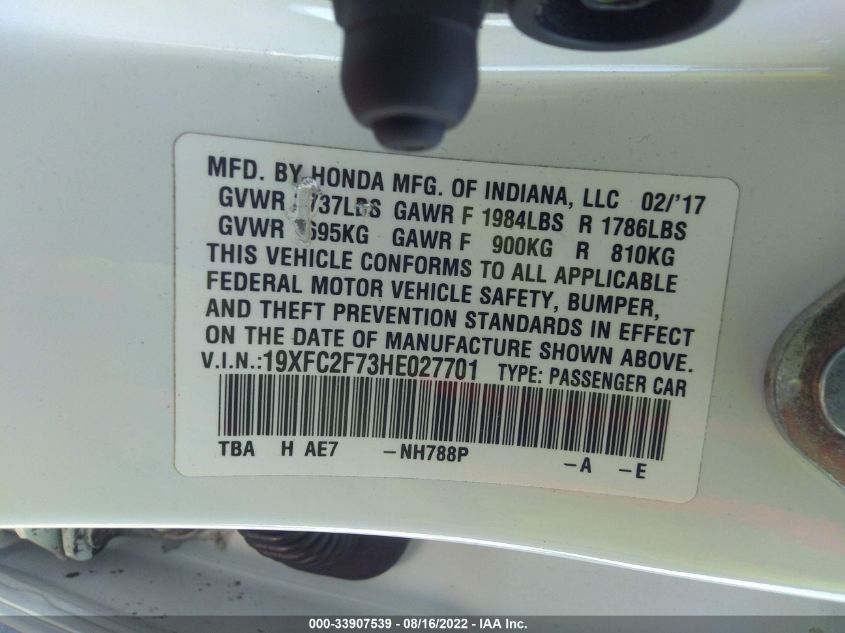 MFD. BY HONDA MFG. OF INDIANA, LLC 02/'17
GVWR 737LBS GAWR F 1984LBS R 1786LBS
GVWR 695KG GAWR F 900KG R 810KG
THIS VEHICLE CONFORMS TO ALL APPLICABLE
FEDERAL MOTOR VEHICLE SAFETY, BUMPER,
AND THEFT PREVENTION STANDARDS IN EFFECT
ON THE DATE OF MANUFACTURE SHOWN ABOVE.
V.I.N.:19XFC2F73HE027701 TYPE: PASSENGER CAR
TBA H AE7 -NH788P -A -E
000-33907539 - 08/16/2022 - IAA Inc.